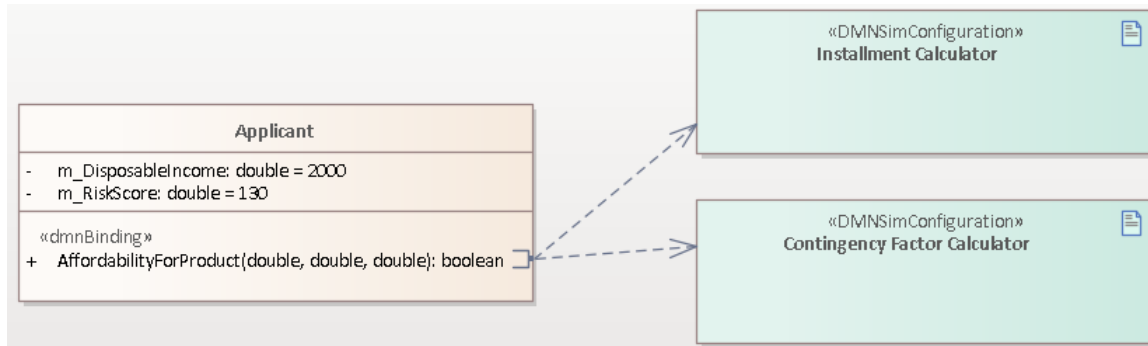 Applicant
- m_DisposableIncome: double = 2000
- m_RiskScore: double = 130
«dmnBinding»
+ AffordabilityForProduct(double, double, double): boolean
«DMNSimConfiguration»
Installment Calculator
«DMNSimConfiguration»
Contingency Factor Calculator